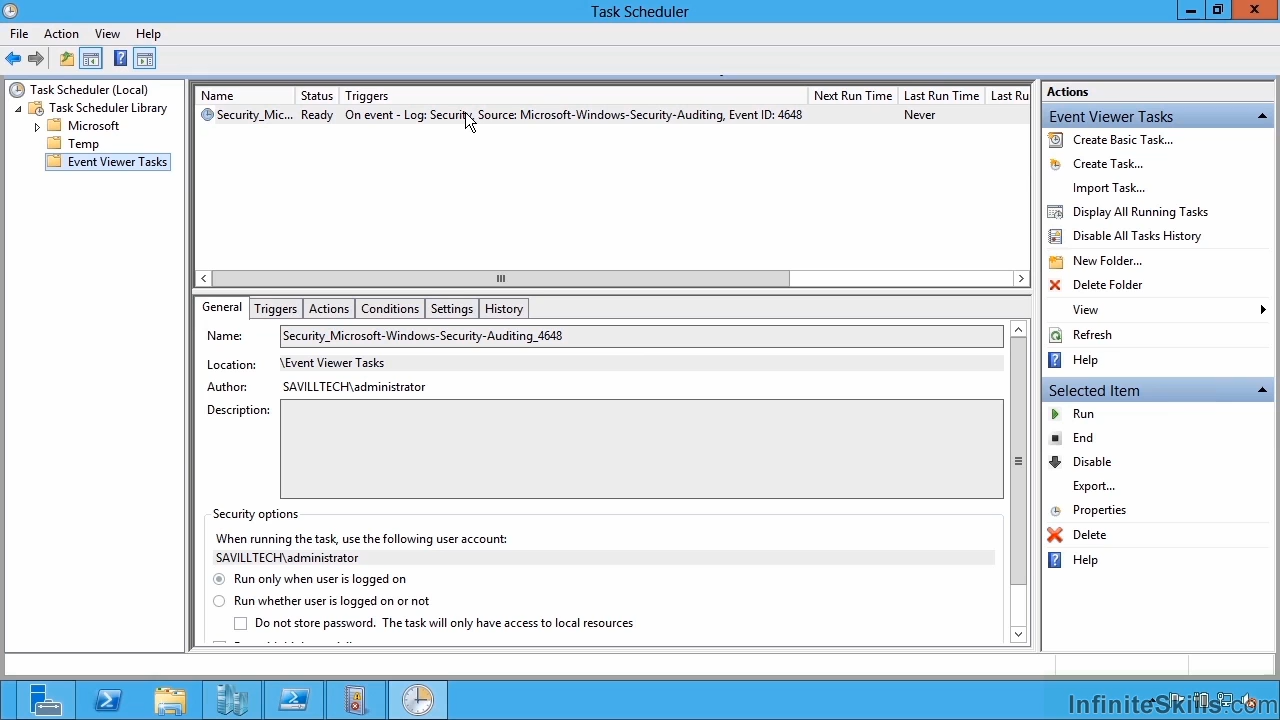 Task Scheduler
File Action View Help
Task Scheduler (Local)
Task Scheduler Library
Microsoft
Temp
Event Viewer Tasks
Name Status Triggers Next Run Time Last Run Time Last Ru
Security_Mic... Ready On event - Log: Security, Source: Microsoft-Windows-Security-Auditing, Event ID: 4648 Never
General Triggers Actions Conditions Settings History
Name: Security_Microsoft-Windows-Security-Auditing_4648
Location: \Event Viewer Tasks
Author: SAVILLTECH\administrator
Description:
Security options
When running the task, use the following user account:
SAVILLTECH\administrator
Run only when user is logged on
Run whether user is logged on or not
Do not store password. The task will only have access to local resources
Actions
Event Viewer Tasks
Create Basic Task...
Create Task...
Import Task...
Display All Running Tasks
Disable All Tasks History
New Folder...
Delete Folder
View
Refresh
Help
Selected Item
Run
End
Disable
Export...
Properties
Delete
Help
InfiniteSkills.com